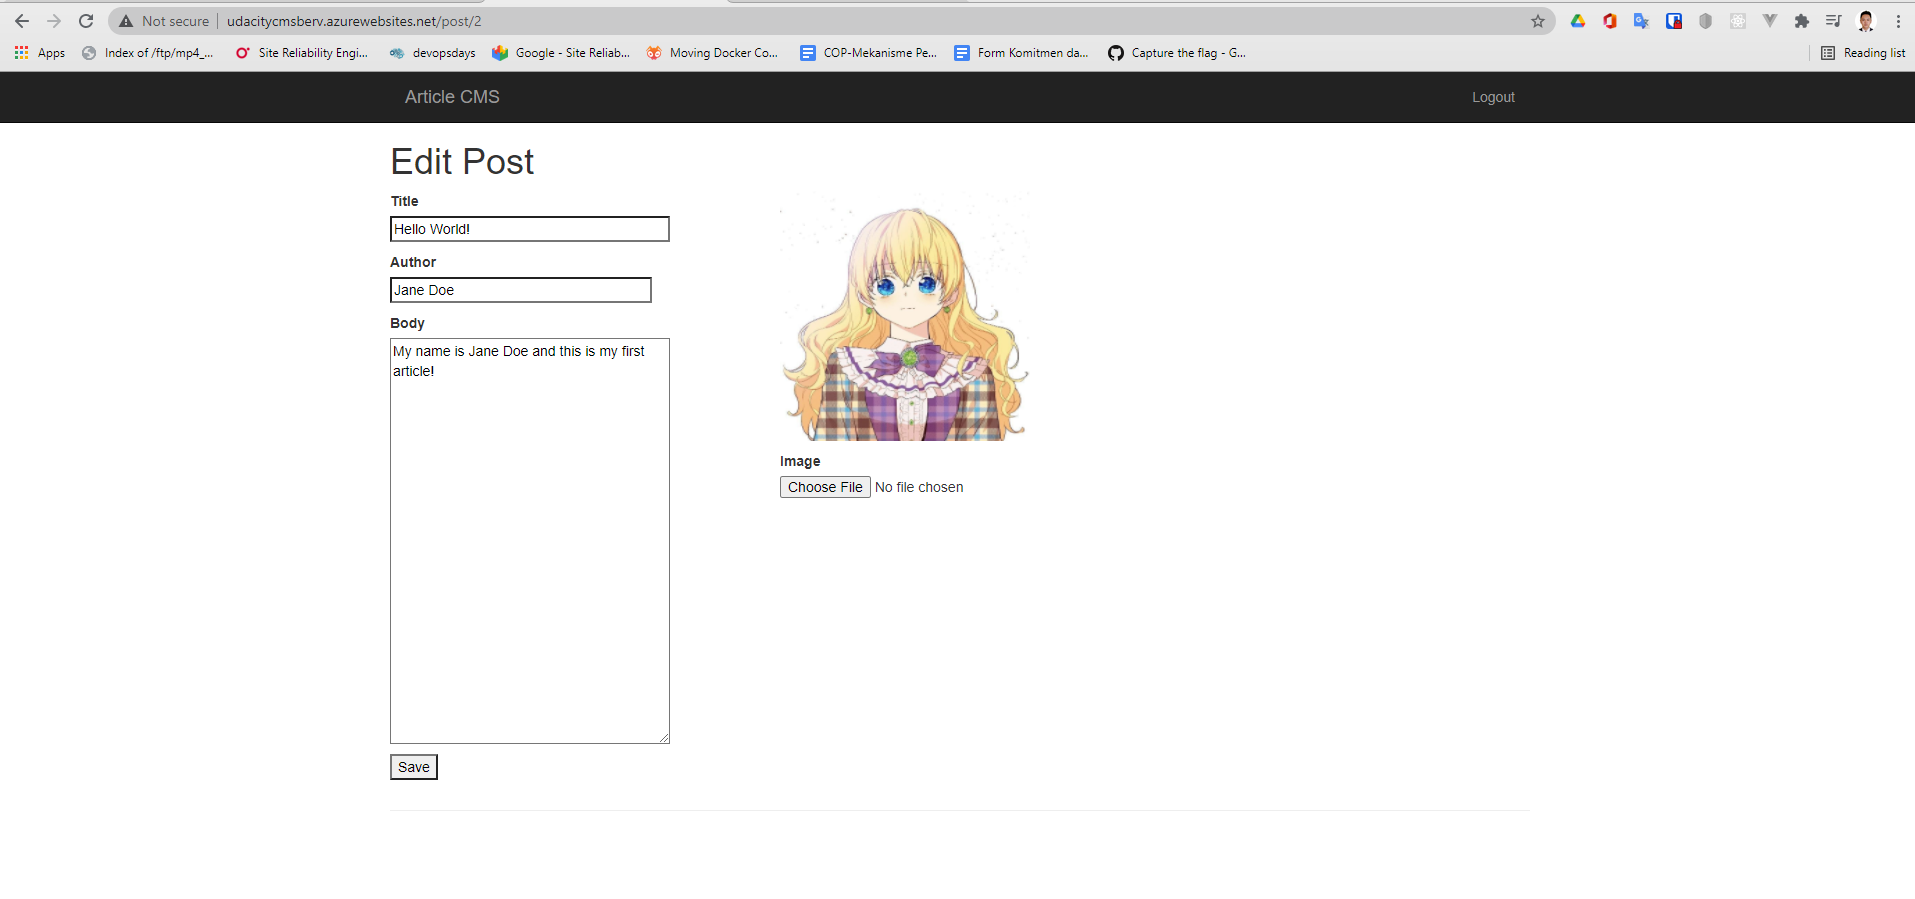 Not secure udacitycmsberv.azurewebsites.net/post/2
Apps Index of /ftp/mp4_... Site Reliability Engi... devopsdays Google - Site Reliab... Moving Docker Co... COP-Mekanisme Pe... Form Komitmen da... Capture the flag - G... Reading list
Article CMS Logout
Edit Post
Title
Hello World!
Author
Jane Doe
Body
My name is Jane Doe and this is my first
article!
Image
Choose File No file chosen
Save